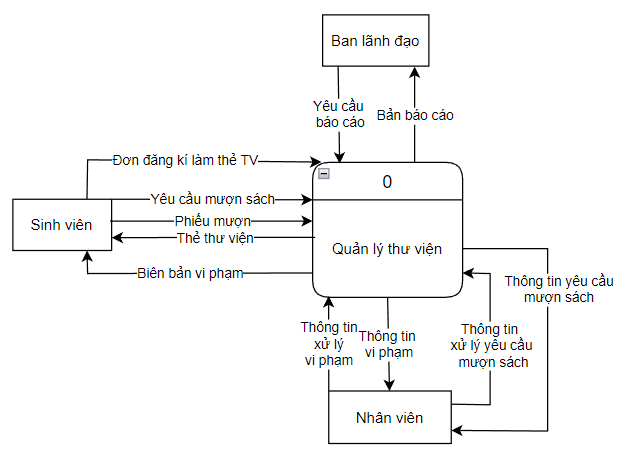 Ban lãnh đạo
Yêu cầu
báo cáo
Bản báo cáo
Đơn đăng kí làm thẻ TV
0
Yêu cầu mượn sách
Sinh viên
Phiếu mượn
Thẻ thư viện
Quản lý thư viện
Biên bản vi phạm
Thông tin yêu cầu
mượn sách
Thông tin
xử lý
vi phạm
Thông tin
vi phạm
Thông tin
xử lý yêu cầu
mượn sách
Nhân viên